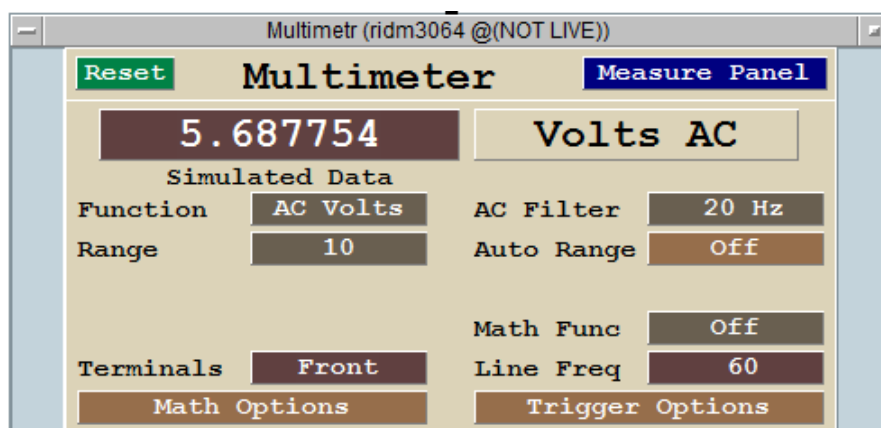 Multimetr (ridm3064 @(NOT LIVE))
Reset Multimeter Measure Panel
5.687754 Volts AC
Simulated Data
Function AC Volts AC Filter 20 Hz
Range 10 Auto Range Off
Math Func Off
Terminals Front Line Freq 60
Math Options Trigger Options